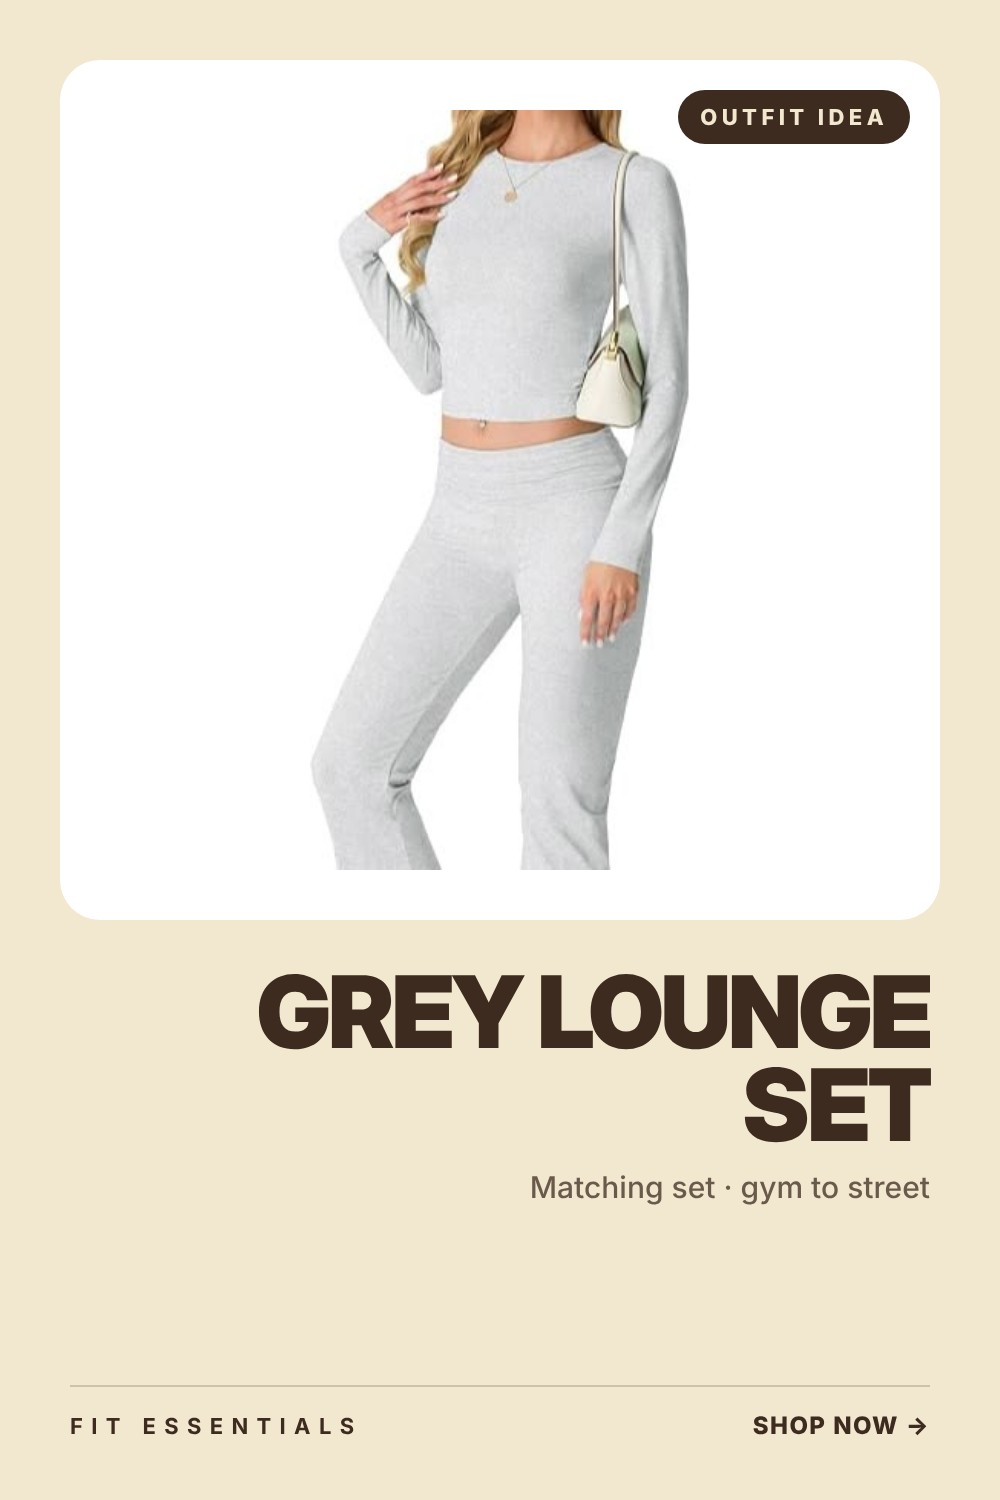 OUTFIT IDEA
GREY LOUNGE
SET
Matching set · gym to street
FIT ESSENTIALS
SHOP NOW →